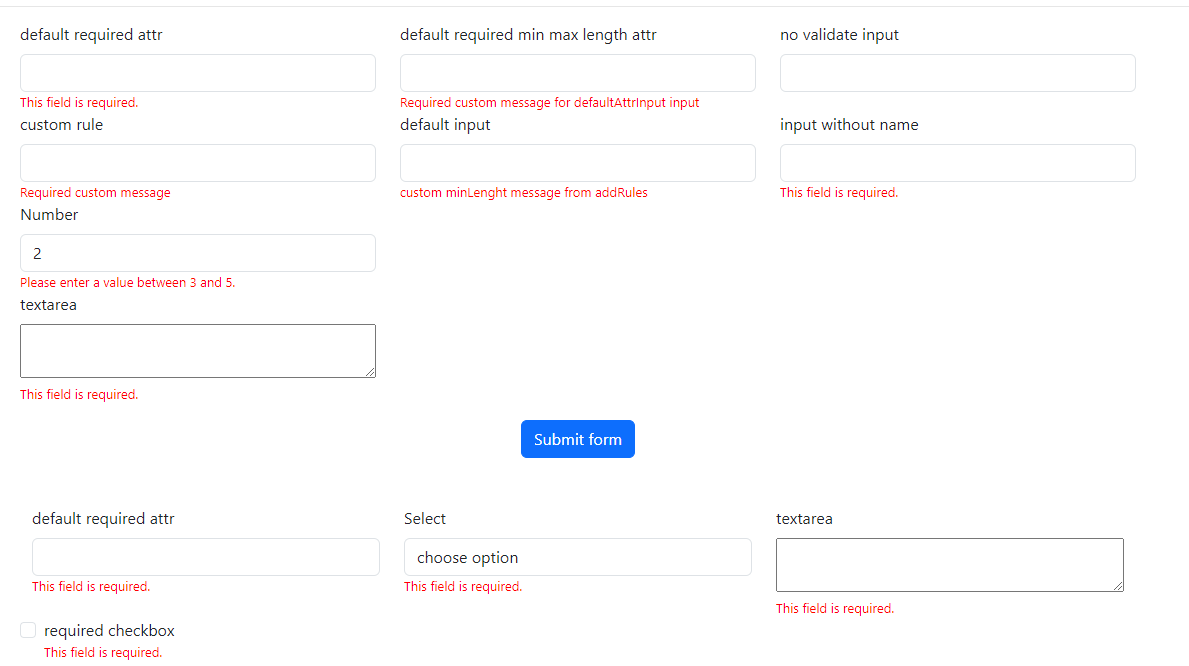 default required attr default required min max length attr no validate input
This field is required. Required custom message for defaultAttrInput input
custom rule default input input without name
Required custom message custom minLenght message from addRules This field is required.
Number
2
Please enter a value between 3 and 5.
textarea
This field is required.
Submit form
default required attr Select textarea
choose option
This field is required. This field is required.
This field is required.
required checkbox
This field is required.